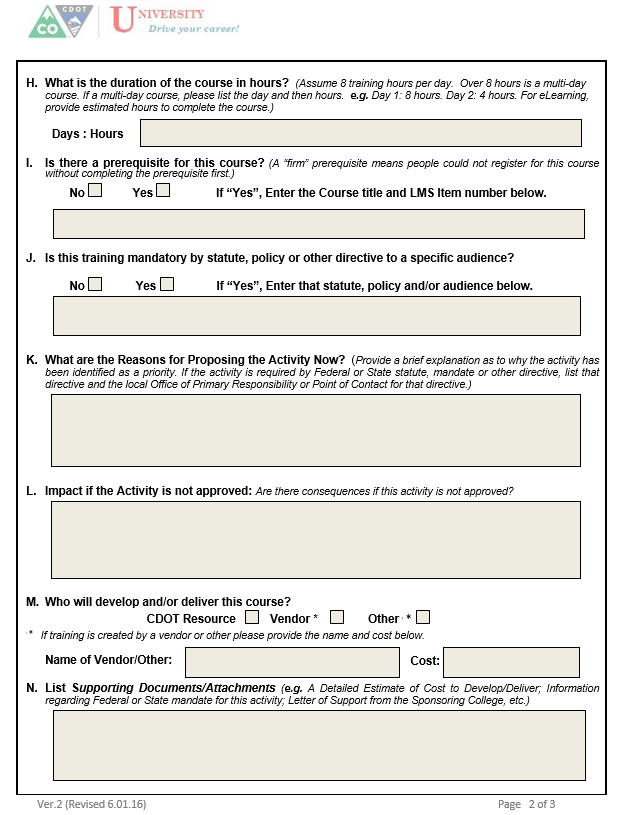 CDOT
CO
UNIVERSITY
Drive your career!
H. What is the duration of the course in hours? (Assume 8 training hours per day. Over 8 hours is a multi-day
course. If a multi-day course, please list the day and then hours. e.g. Day 1: 8 hours. Day 2: 4 hours. For eLearning,
provide estimated hours to complete the course.)
Days : Hours
I. Is there a prerequisite for this course? (A “firm” prerequisite means people could not register for this course
without completing the prerequisite first.)
No Yes If “Yes”, Enter the Course title and LMS Item number below.
J. Is this training mandatory by statute, policy or other directive to a specific audience?
No Yes If “Yes”, Enter that statute, policy and/or audience below.
K. What are the Reasons for Proposing the Activity Now? (Provide a brief explanation as to why the activity has
been identified as a priority. If the activity is required by Federal or State statute, mandate or other directive, list that
directive and the local Office of Primary Responsibility or Point of Contact for that directive.)
L. Impact if the Activity is not approved: Are there consequences if this activity is not approved?
M. Who will develop and/or deliver this course?
CDOT Resource Vendor * Other *
* If training is created by a vendor or other please provide the name and cost below.
Name of Vendor/Other: Cost:
N. List Supporting Documents/Attachments (e.g. A Detailed Estimate of Cost to Develop/Deliver; Information
regarding Federal or State mandate for this activity; Letter of Support from the Sponsoring College, etc.)
Ver.2 (Revised 6.01.16) Page 2 of 3